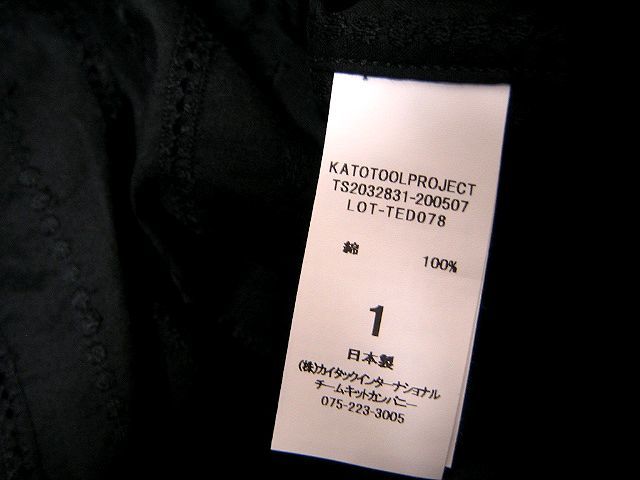 KATOTOOLPROJECT
TS2032831-200507
LOT-TED078
綿 100%
1
日本製
(株)カイタックインターナショナル
チームキットカンパニー
075-223-3005